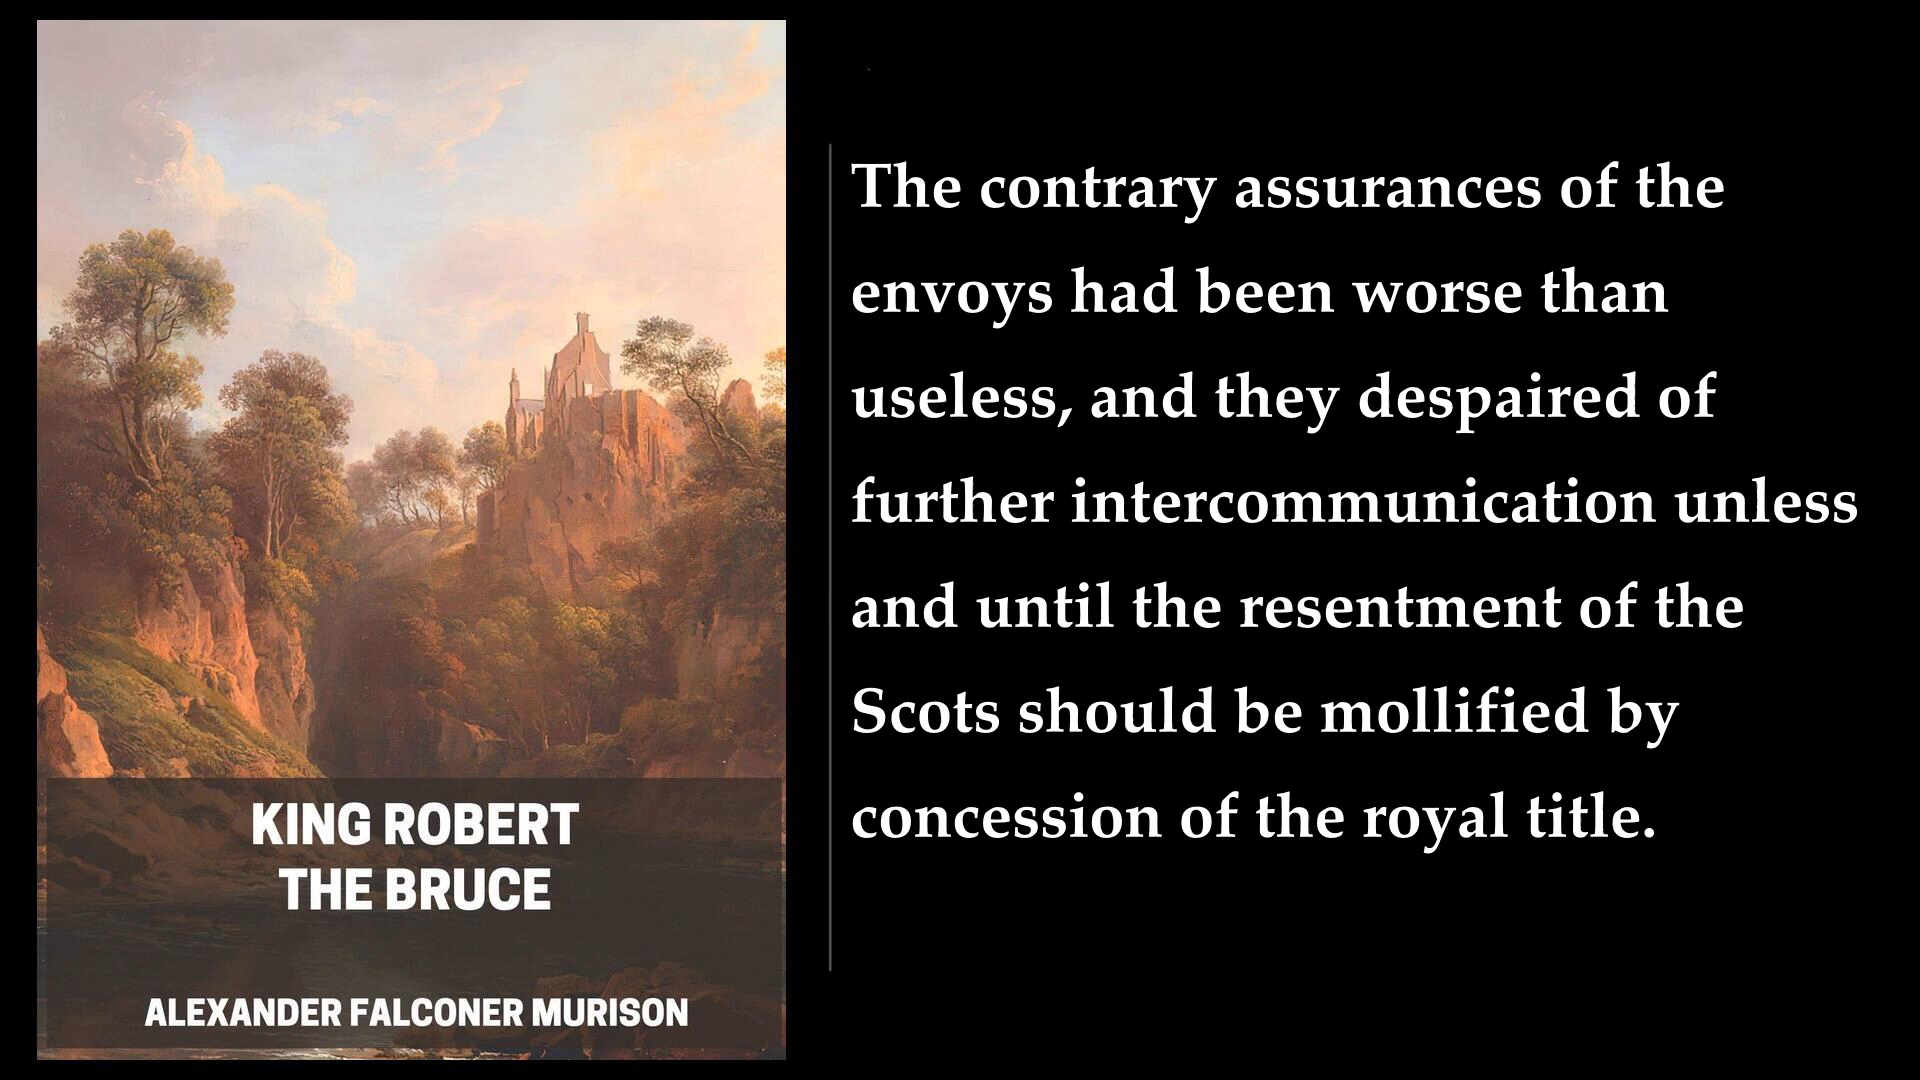 KING ROBERT
THE BRUCE
ALEXANDER FALCONER MURISON
The contrary assurances of the
envoys had been worse than
useless, and they despaired of
further intercommunication unless
and until the resentment of the
Scots should be mollified by
concession of the royal title.